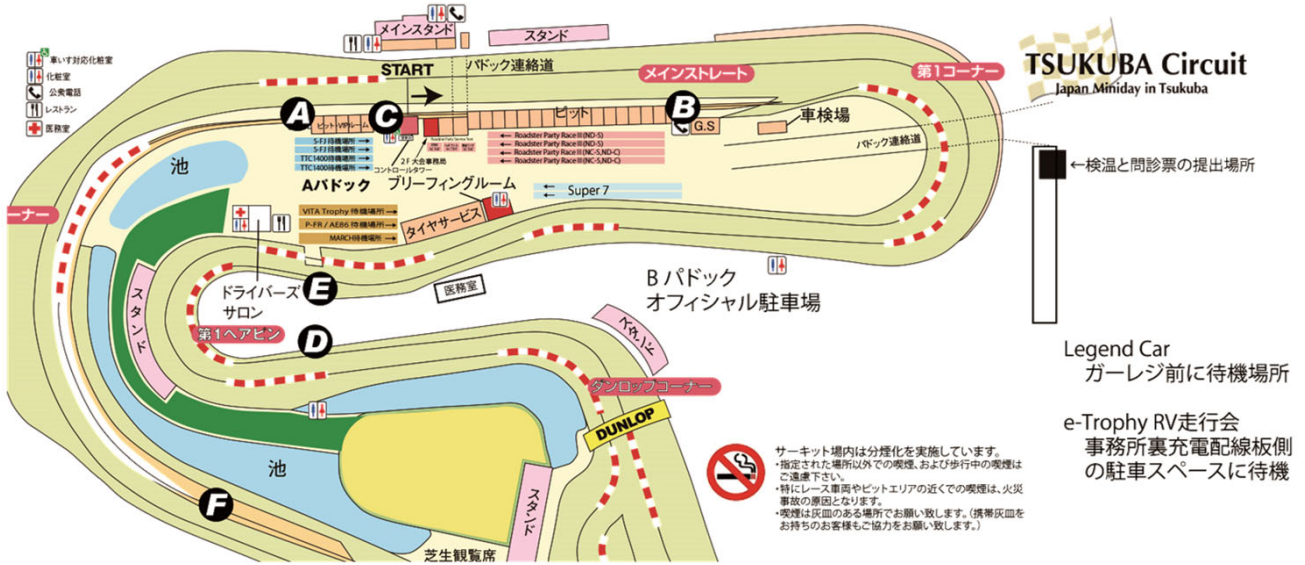 車いす対応化粧室
化粧室
公衆電話
レストラン
医務室
メインスタンド
スタンド
START
パドック連絡道
メインストレート
第1コーナー
TSUKUBA Circuit
Japan Miniday in Tsukuba
A
ピット・VIPルーム
C
ピット
B
G.S
車検場
パドック連絡道
←検温と問診票の提出場所
S-FJ 待機場所→
S-FJ 待機場所→
TTC1400待機場所→
TTC1400待機場所→
コントロールタワー
2F 大会事務局
← Roadster Party Race III (ND-S)
← Roadster Party Race III (ND-S)
← Roadster Party Race III (NC-S,ND-C)
← Roadster Party Race III (NC-S,ND-C)
Aパドック
ブリーフィングルーム
Super 7
池
ーナー
VITA Trophy 待機場所→
P-FR / AE86 待機場所→
MARCH待機場所→
タイヤサービス
ドライバーズ
サロン
E
医務室
Bパドック
オフィシャル駐車場
スタンド
第1ヘアピン
D
スタンド
ダンロップコーナー
DUNLOP
Legend Car
ガーレジ前に待機場所
e-Trophy RV走行会
事務所裏充電配線板側
の駐車スペースに待機
池
F
スタンド
芝生観覧席
サーキット場内は分煙化を実施しています。
・指定された場所以外での喫煙、および歩行中の喫煙は
ご遠慮下さい。
・特にレース車両やピットエリアの近くでの喫煙は、火災
事故の原因となります。
・喫煙は灰皿のある場所でお願い致します。(携帯灰皿を
お持ちのお客様もご協力をお願い致します。)